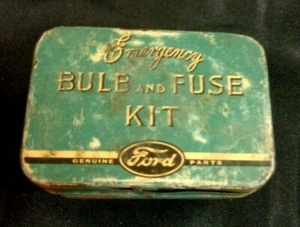 Emergency
BULB AND FUSE
KIT
GENUINE Ford PARTS